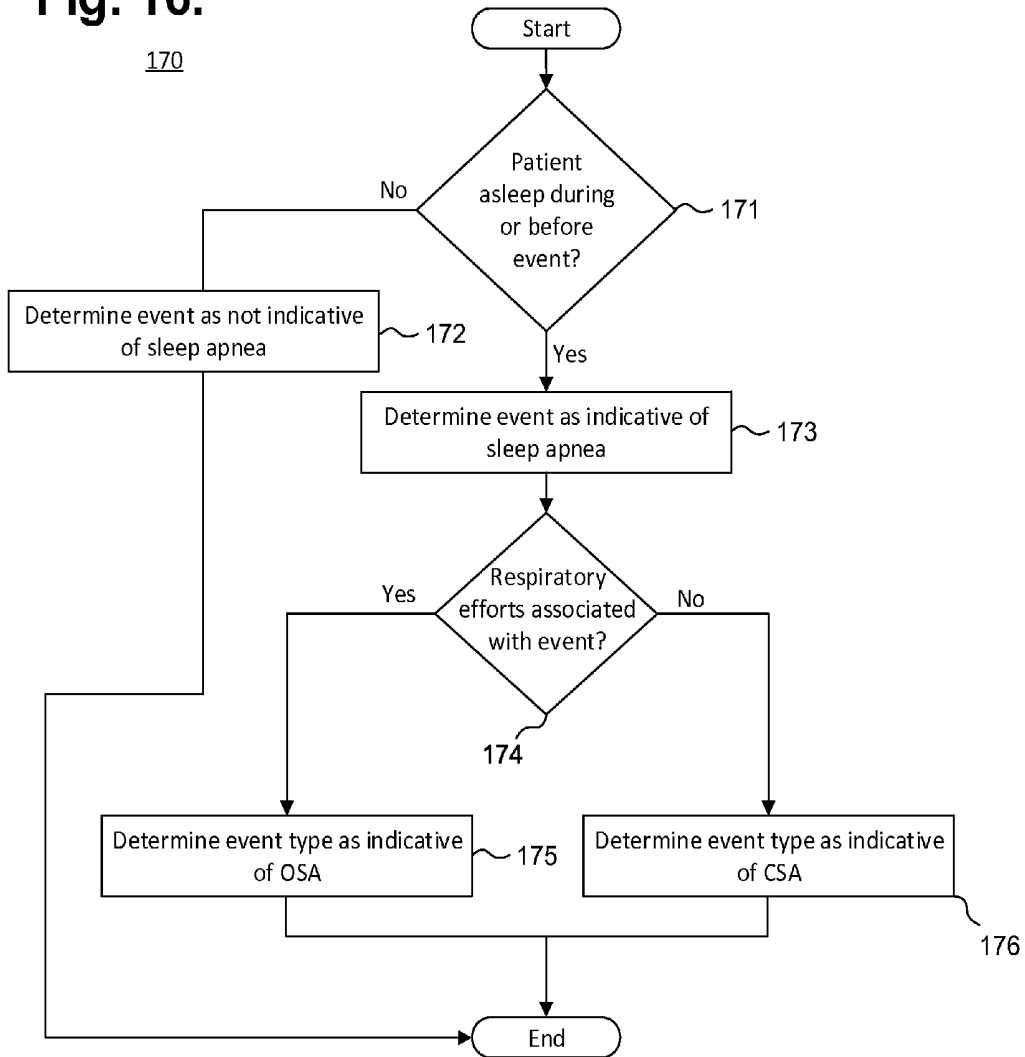 Fig. 16.
170
Start
Patient
asleep during
or before
event?
171
No
Yes
Determine event as not indicative
of sleep apnea
172
Determine event as indicative of
sleep apnea
173
Respiratory
efforts associated
with event?
174
Yes
No
Determine event type as indicative
of OSA
175
Determine event type as indicative
of CSA
176
End